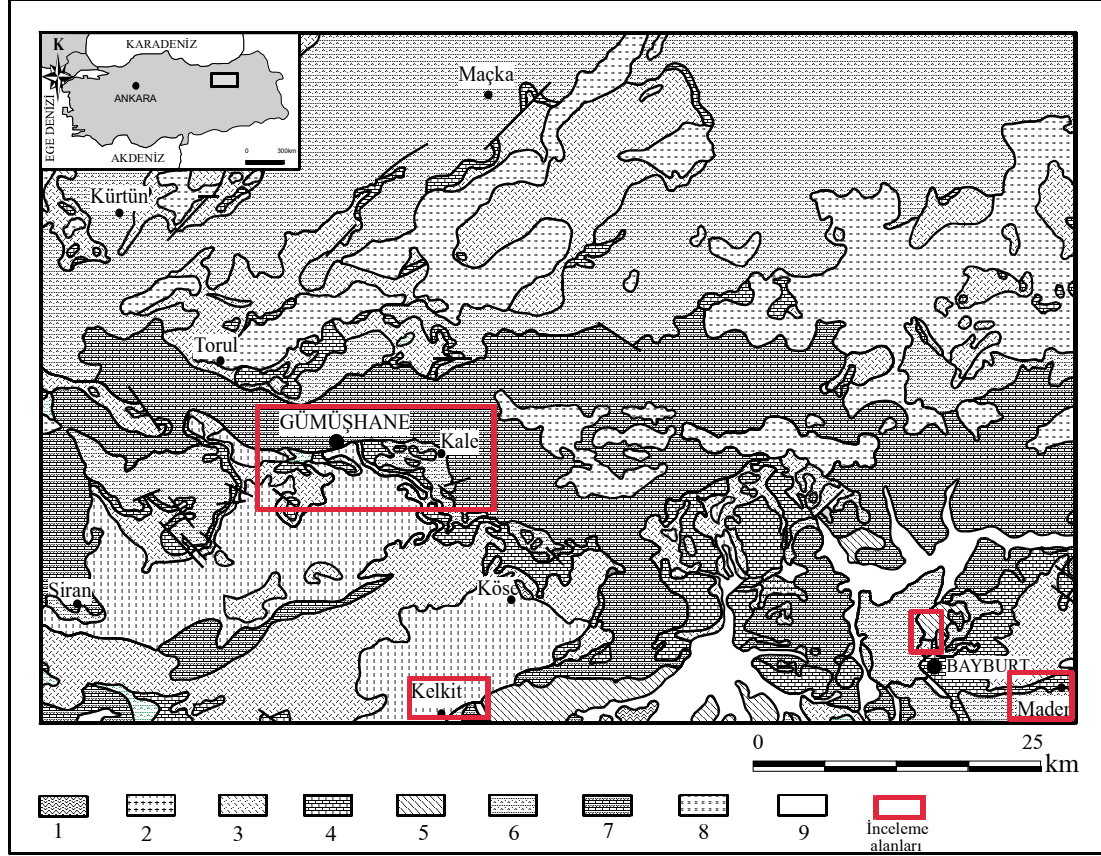 KARADENİZ
K
ANKARA
EGE DENİZİ
AKDENİZ
0 300km
Maçka
Kürtün
Torul
GÜMÜŞHANE
Kale
Şiran
Köse
Kelkit
BAYBURT
Maden
0 25
km
1 2 3 4 5 6 7 8 9
İnceleme
alanları